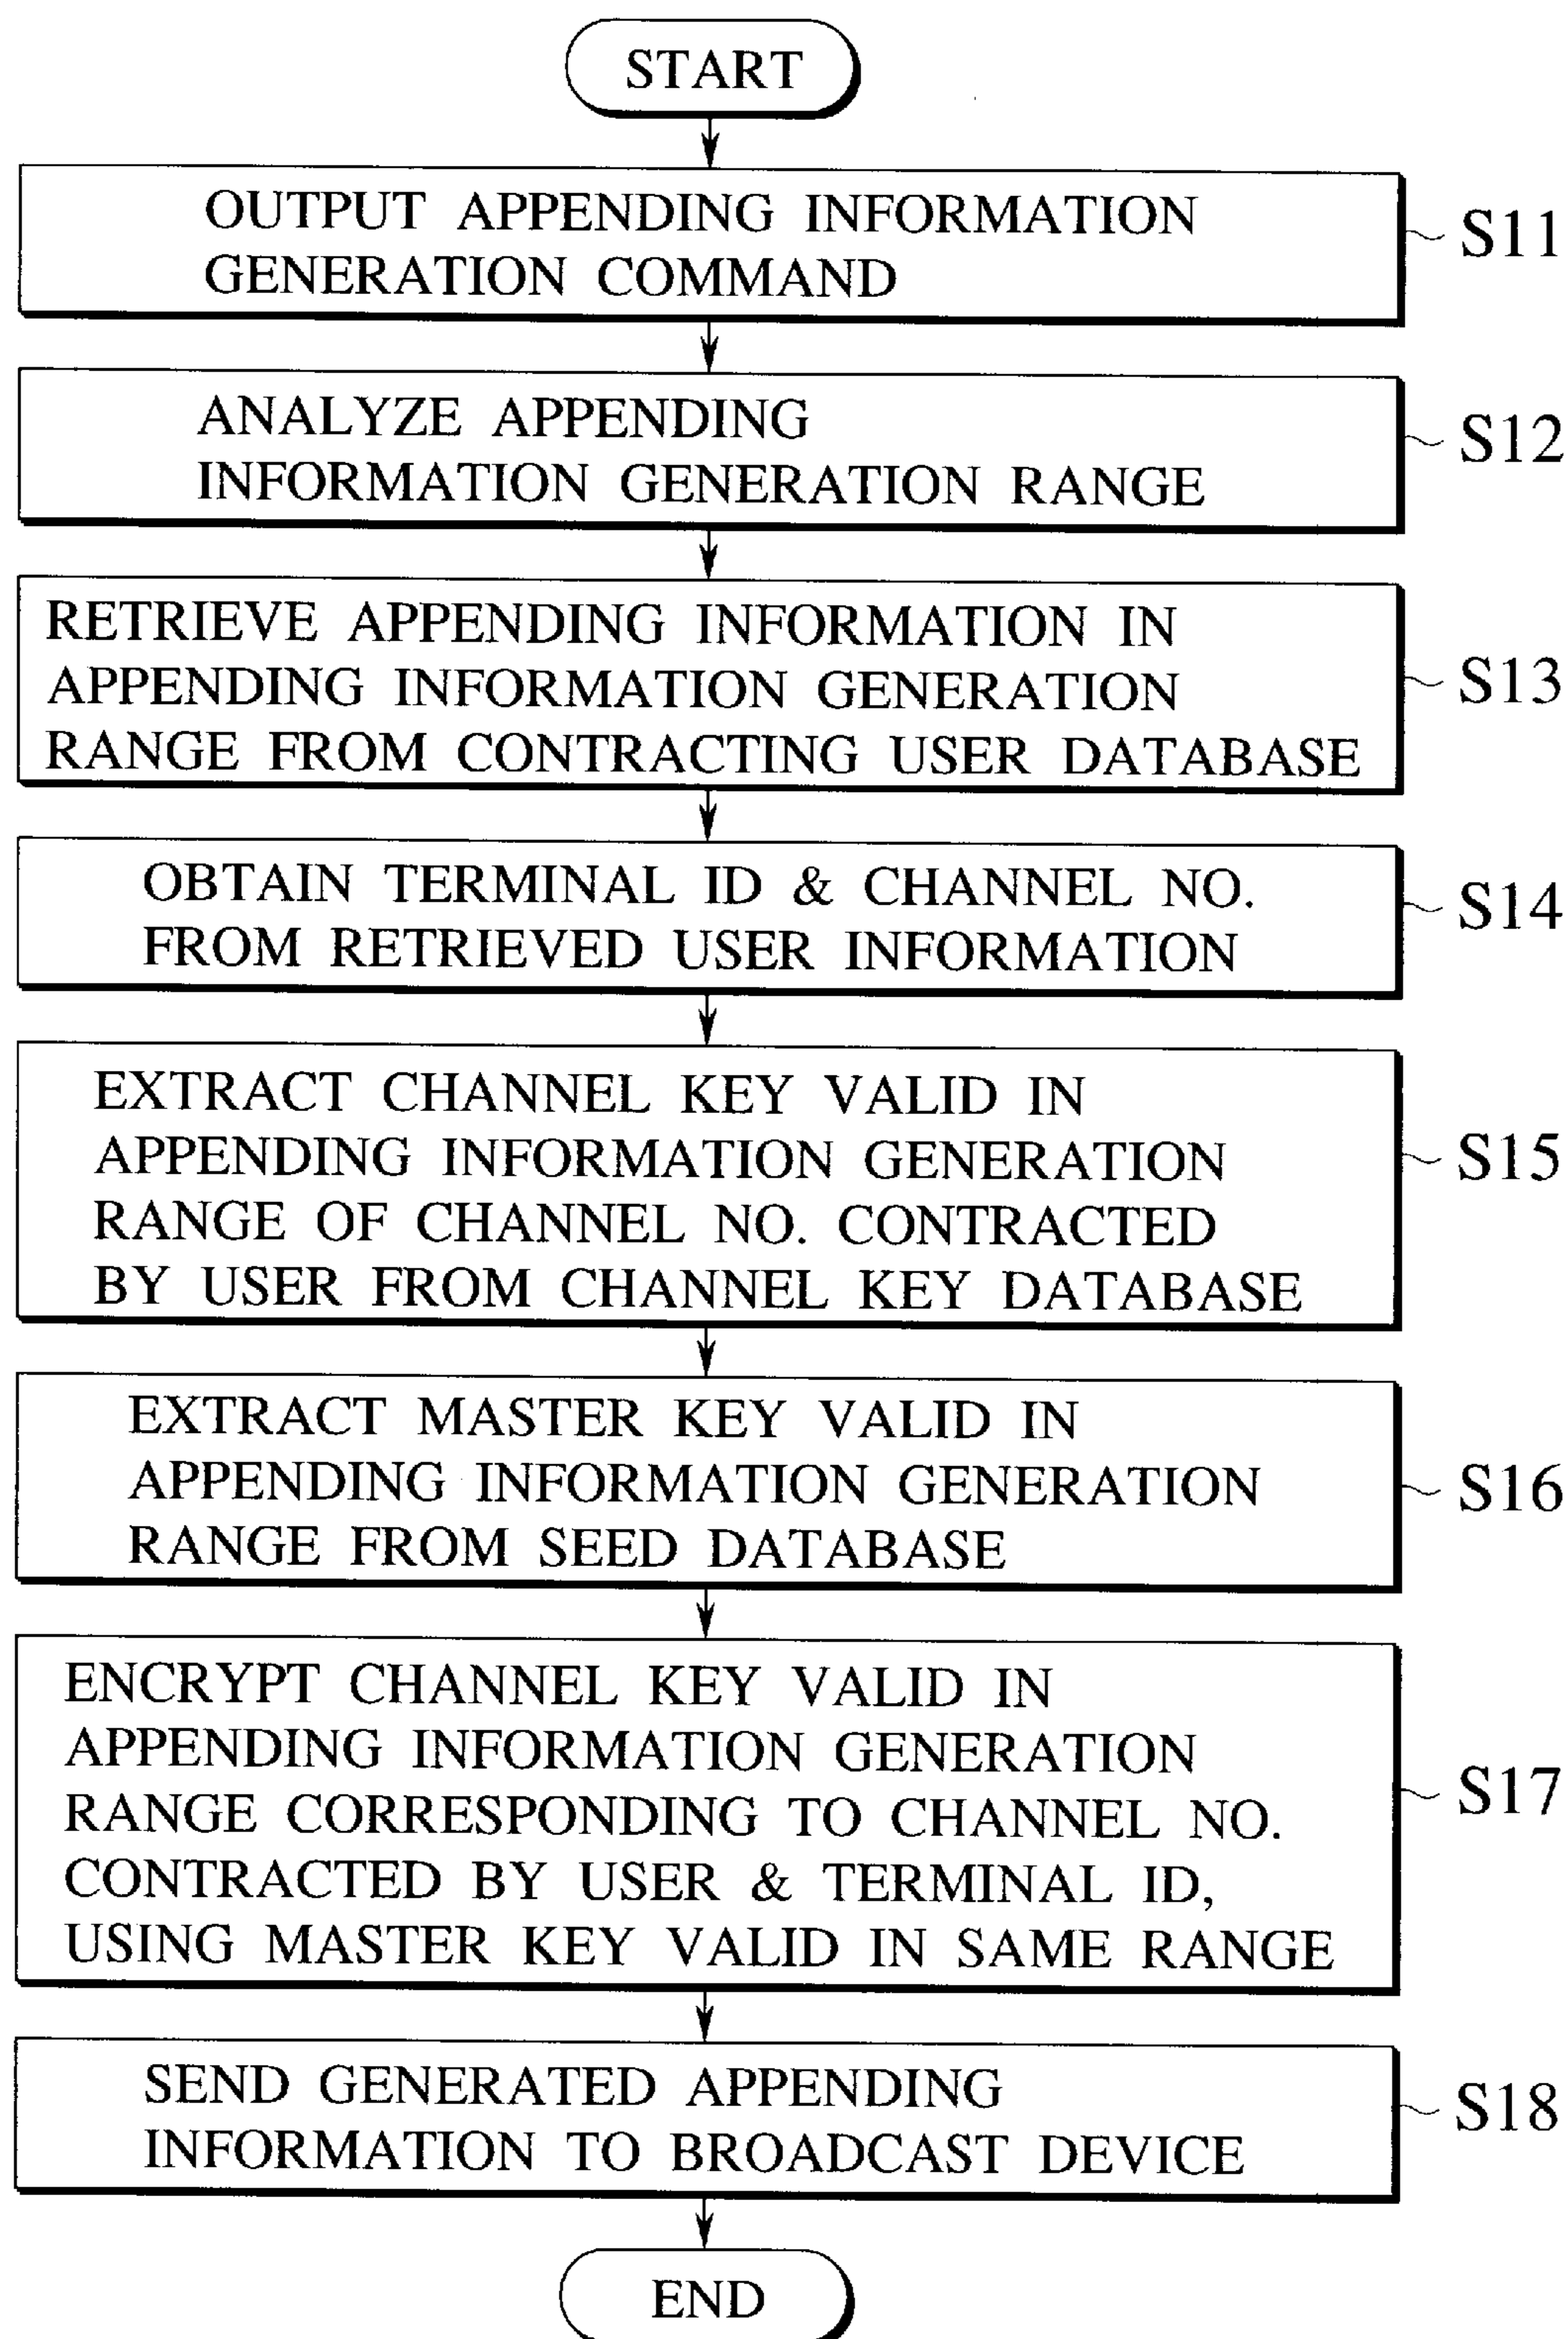 START
OUTPUT APPENDING INFORMATION
GENERATION COMMAND
S11
ANALYZE APPENDING
INFORMATION GENERATION RANGE
S12
RETRIEVE APPENDING INFORMATION IN
APPENDING INFORMATION GENERATION
RANGE FROM CONTRACTING USER DATABASE
S13
OBTAIN TERMINAL ID & CHANNEL NO.
FROM RETRIEVED USER INFORMATION
S14
EXTRACT CHANNEL KEY VALID IN
APPENDING INFORMATION GENERATION
RANGE OF CHANNEL NO. CONTRACTED
BY USER FROM CHANNEL KEY DATABASE
S15
EXTRACT MASTER KEY VALID IN
APPENDING INFORMATION GENERATION
RANGE FROM SEED DATABASE
S16
ENCRYPT CHANNEL KEY VALID IN
APPENDING INFORMATION GENERATION
RANGE CORRESPONDING TO CHANNEL NO.
CONTRACTED BY USER & TERMINAL ID,
USING MASTER KEY VALID IN SAME RANGE
S17
SEND GENERATED APPENDING
INFORMATION TO BROADCAST DEVICE
S18
END